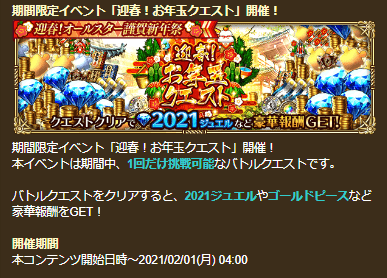 期間限定イベント「迎春！お年玉クエスト」開催！
迎春！オールスター謹賀新年祭
迎春！
お年玉
クエスト
クエストクリアで2021ジュエルなど豪華報酬GET!
期間限定イベント「迎春！お年玉クエスト」開催！
本イベントは期間中、1回だけ挑戦可能なバトルクエストです。
バトルクエストをクリアすると、2021ジュエルやゴールドピースなど
豪華報酬をGET！
開催期間
本コンテンツ開始日時～2021/02/01(月) 04:00